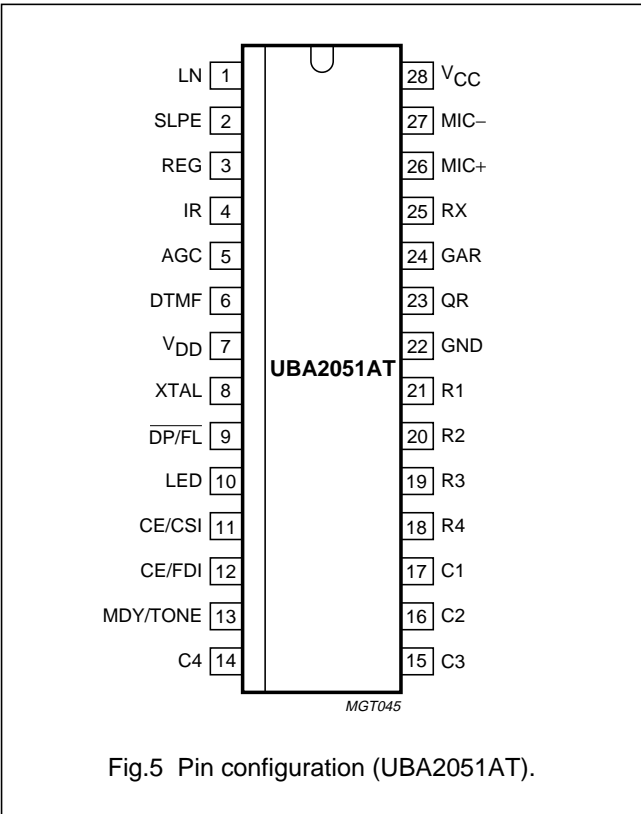 LN 1 28 VCC
SLPE 2 27 MIC−
REG 3 26 MIC+
IR 4 25 RX
AGC 5 24 GAR
DTMF 6 23 QR
VDD 7 22 GND
UBA2051AT
XTAL 8 21 R1
DP/FL 9 20 R2
LED 10 19 R3
CE/CSI 11 18 R4
CE/FDI 12 17 C1
MDY/TONE 13 16 C2
C4 14 15 C3
MGT045
Fig.5 Pin configuration (UBA2051AT).